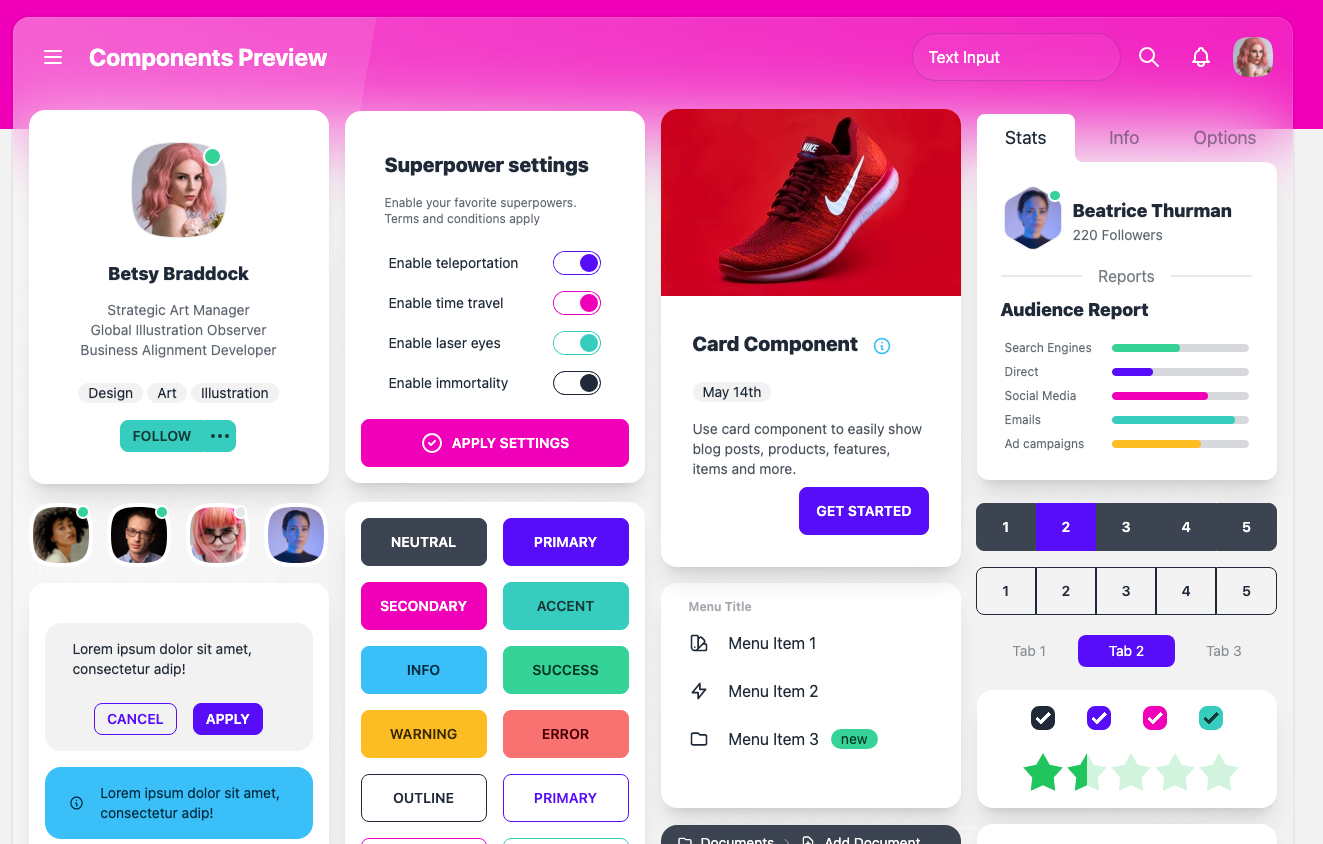 Components Preview
Text Input
Betsy Braddock
Strategic Art Manager
Global Illustration Observer
Business Alignment Developer
Design
Art
Illustration
FOLLOW
Lorem ipsum dolor sit amet,
consectetur adip!
CANCEL
APPLY
Lorem ipsum dolor sit amet,
consectetur adip!
Superpower settings
Enable your favorite superpowers.
Terms and conditions apply
Enable teleportation
Enable time travel
Enable laser eyes
Enable immortality
APPLY SETTINGS
NEUTRAL
PRIMARY
SECONDARY
ACCENT
INFO
SUCCESS
WARNING
ERROR
OUTLINE
PRIMARY
NIKE
Card Component
May 14th
Use card component to easily show
blog posts, products, features,
items and more.
GET STARTED
Menu Title
Menu Item 1
Menu Item 2
Menu Item 3 new
Documents
Add Document
Stats
Info
Options
Beatrice Thurman
220 Followers
Reports
Audience Report
Search Engines
Direct
Social Media
Emails
Ad campaigns
1 2 3 4 5
1 2 3 4 5
Tab 1
Tab 2
Tab 3